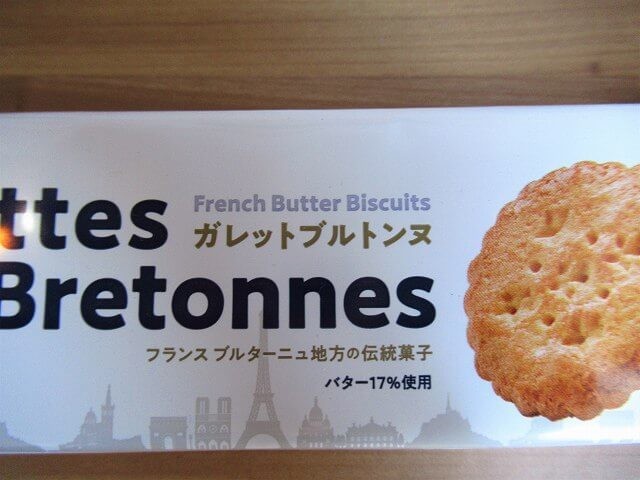 ttes
French Butter Biscuits
ガレットブルトンヌ
Bretonnes
フランス ブルターニュ地方の伝統菓子
バター17%使用